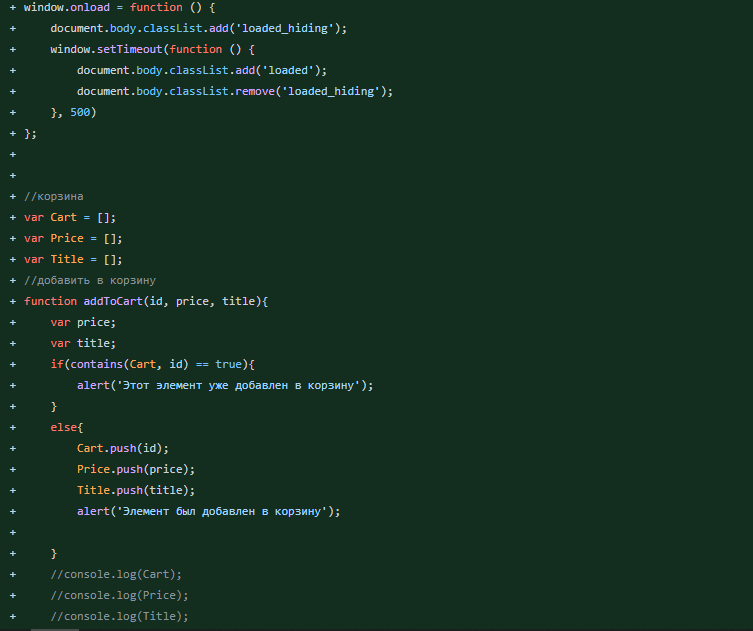 + window.onload = function () {
+     document.body.classList.add('loaded_hiding');
+     window.setTimeout(function () {
+         document.body.classList.add('loaded');
+         document.body.classList.remove('loaded_hiding');
+     }, 500)
+ };
+
+
+ //корзина
+ var Cart = [];
+ var Price = [];
+ var Title = [];
+ //добавить в корзину
+ function addToCart(id, price, title){
+     var price;
+     var title;
+     if(contains(Cart, id) == true){
+         alert('Этот элемент уже добавлен в корзину');
+     }
+     else{
+         Cart.push(id);
+         Price.push(price);
+         Title.push(title);
+         alert('Элемент был добавлен в корзину');
+
+     }
+     //console.log(Cart);
+     //console.log(Price);
+     //console.log(Title);